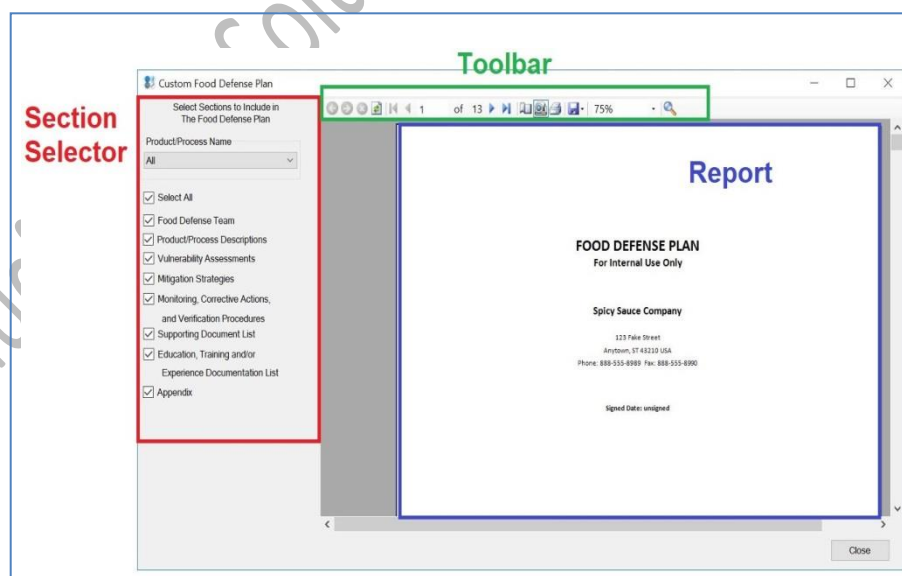 Toolbar
Custom Food Defense Plan
Section
Selector
Select Sections to Include in
The Food Defense Plan
Product/Process Name
All
Select All
Food Defense Team
Product/Process Descriptions
Vulnerability Assessments
Mitigation Strategies
Monitoring, Corrective Actions,
and Verification Procedures
Supporting Document List
Education, Training and/or
Experience Documentation List
Appendix
1 of 13 75%
Report
FOOD DEFENSE PLAN
For Internal Use Only
Spicy Sauce Company
123 Fake Street
Anytown, ST 43210 USA
Phone: 888-555-8989 Fax: 888-555-8990
Signed Date: unsigned
Close